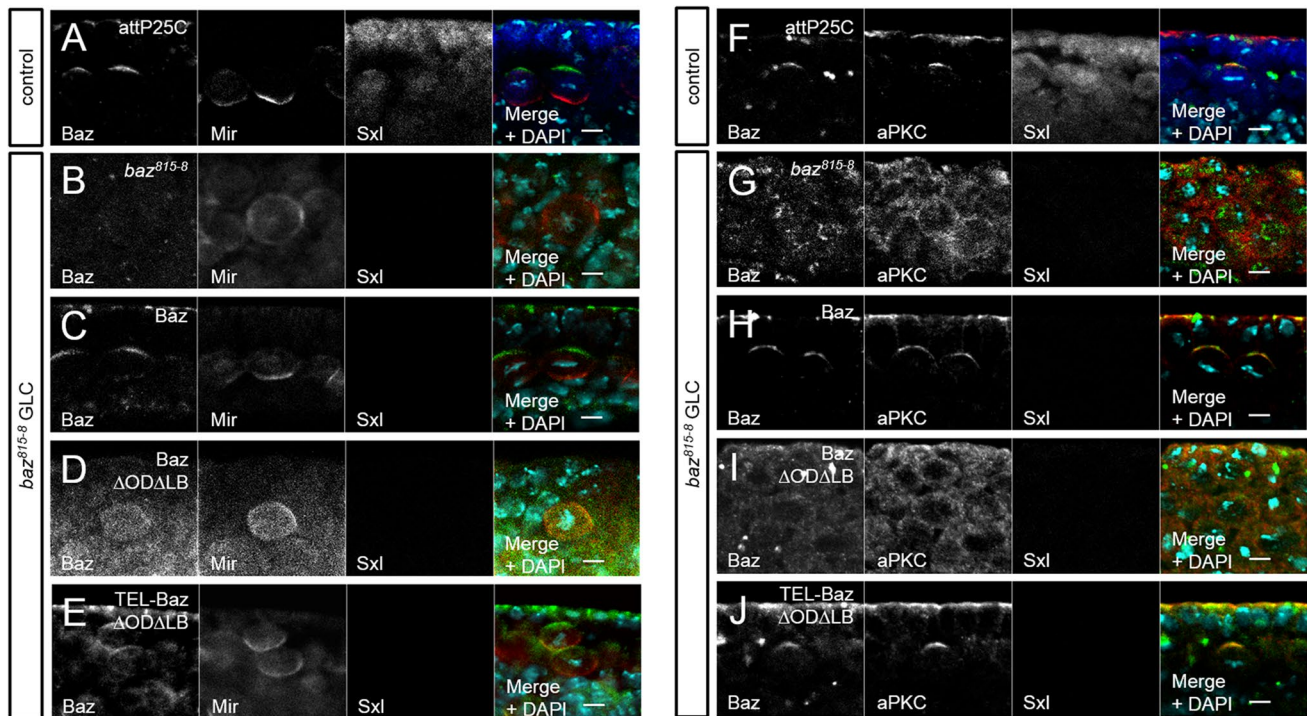 control
A
attP25C
Baz
Mir
Sxl
Merge
+ DAPI
baz815-8 GLC
B
baz815-8
Baz
Mir
Sxl
Merge
+ DAPI
C
Baz
Baz
Mir
Sxl
Merge
+ DAPI
D
Baz
ΔODΔLB
Baz
Mir
Sxl
Merge
+ DAPI
E
TEL-Baz
ΔODΔLB
Baz
Mir
Sxl
Merge
+ DAPI
control
F
attP25C
Baz
aPKC
Sxl
Merge
+ DAPI
baz815-8 GLC
G
baz815-8
Baz
aPKC
Sxl
Merge
+ DAPI
H
Baz
Baz
aPKC
Sxl
Merge
+ DAPI
I
Baz
ΔODΔLB
Baz
aPKC
Sxl
Merge
+ DAPI
J
TEL-Baz
ΔODΔLB
Baz
aPKC
Sxl
Merge
+ DAPI